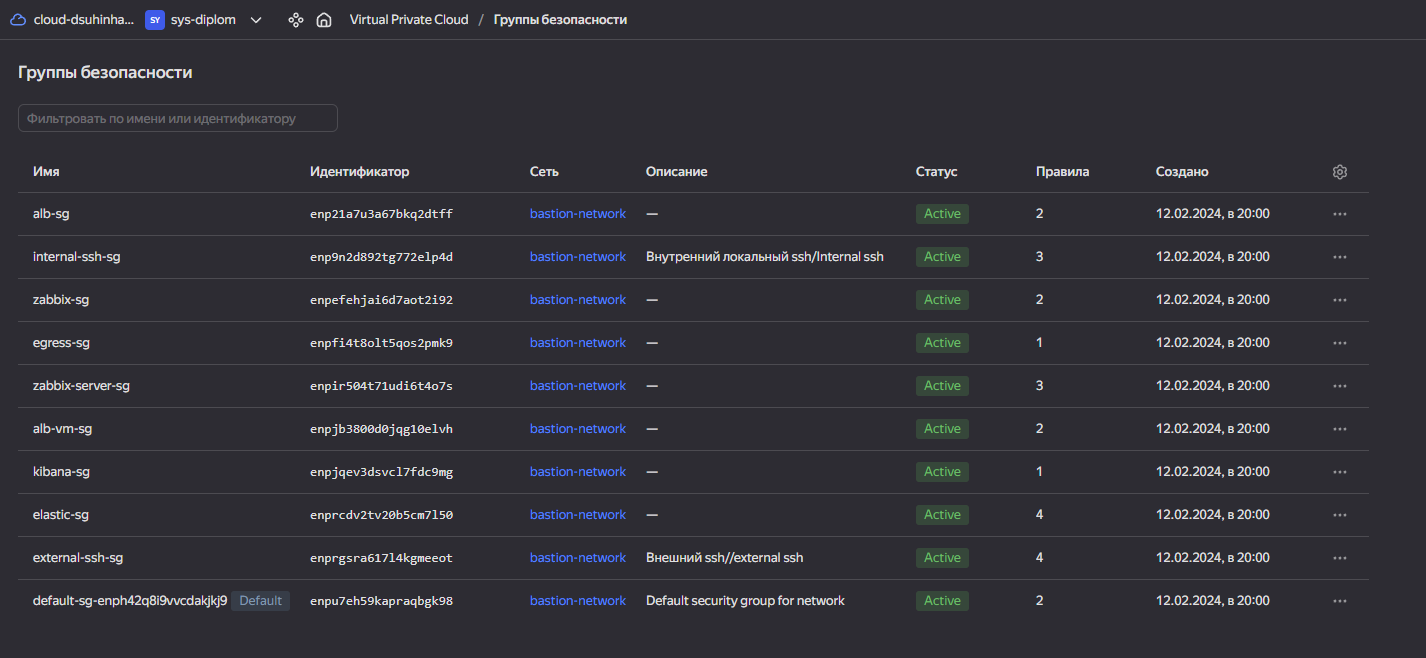 cloud-dsuhinha... SY sys-diplom Virtual Private Cloud / Группы безопасности
Группы безопасности
Фильтровать по имени или идентификатору
Имя Идентификатор Сеть Описание Статус Правила Создано
alb-sg enp21a7u3a67bkq2dtff bastion-network — Active 2 12.02.2024, в 20:00
internal-ssh-sg enp9n2d892tg772elp4d bastion-network Внутренний локальный ssh/Internal ssh Active 3 12.02.2024, в 20:00
zabbix-sg enpefehjai6d7aot2i92 bastion-network — Active 2 12.02.2024, в 20:00
egress-sg enpfi4t8olt5qos2pmk9 bastion-network — Active 1 12.02.2024, в 20:00
zabbix-server-sg enpir504t71udi6t4o7s bastion-network — Active 3 12.02.2024, в 20:00
alb-vm-sg enpjb3800d0jqg10elvh bastion-network — Active 2 12.02.2024, в 20:00
kibana-sg enpjqev3dsvcl7fdc9mg bastion-network — Active 1 12.02.2024, в 20:00
elastic-sg enprcdv2tv20b5cm7l50 bastion-network — Active 4 12.02.2024, в 20:00
external-ssh-sg enprgsra617l4kgmeeot bastion-network Внешний ssh//external ssh Active 4 12.02.2024, в 20:00
default-sg-enph42q8i9vvcdakjkj9 Default enpu7eh59kapraqbgk98 bastion-network Default security group for network Active 2 12.02.2024, в 20:00